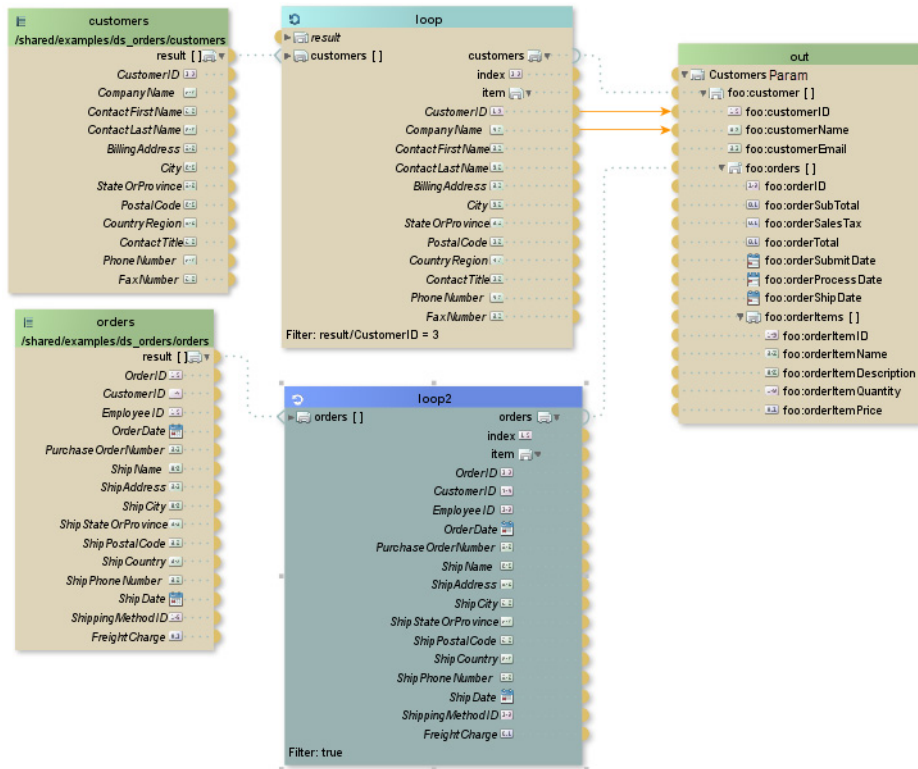 customers
/shared/examples/ds_orders/customers
result [ ]
CustomerID
CompanyName
ContactFirstName
ContactLastName
BillingAddress
City
StateOrProvince
PostalCode
CountryRegion
ContactTitle
PhoneNumber
FaxNumber
orders
/shared/examples/ds_orders/orders
result [ ]
OrderID
CustomerID
EmployeeID
OrderDate
PurchaseOrderNumber
ShipName
ShipAddress
ShipCity
ShipStateOrProvince
ShipPostalCode
ShipCountry
ShipPhoneNumber
ShipDate
ShippingMethodID
FreightCharge
loop
result
customers [ ] customers
index
item
CustomerID
CompanyName
ContactFirstName
ContactLastName
BillingAddress
City
StateOrProvince
PostalCode
CountryRegion
ContactTitle
PhoneNumber
FaxNumber
Filter: result/CustomerID = 3
loop2
orders [ ] orders
index
item
OrderID
CustomerID
EmployeeID
OrderDate
PurchaseOrderNumber
ShipName
ShipAddress
ShipCity
ShipStateOrProvince
ShipPostalCode
ShipCountry
ShipPhoneNumber
ShipDate
ShippingMethodID
FreightCharge
Filter: true
out
Customers Param
foo:customer [ ]
foo:customerID
foo:customerName
foo:customerEmail
foo:orders [ ]
foo:orderID
foo:orderSubTotal
foo:orderSalesTax
foo:orderTotal
foo:orderSubmitDate
foo:orderProcessDate
foo:orderShipDate
foo:orderItems [ ]
foo:orderItemID
foo:orderItemName
foo:orderItemDescription
foo:orderItemQuantity
foo:orderItemPrice